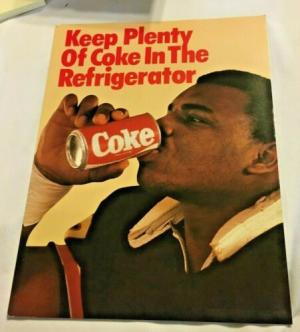 Keep Plenty
Of Coke In The
Refrigerator
Coke